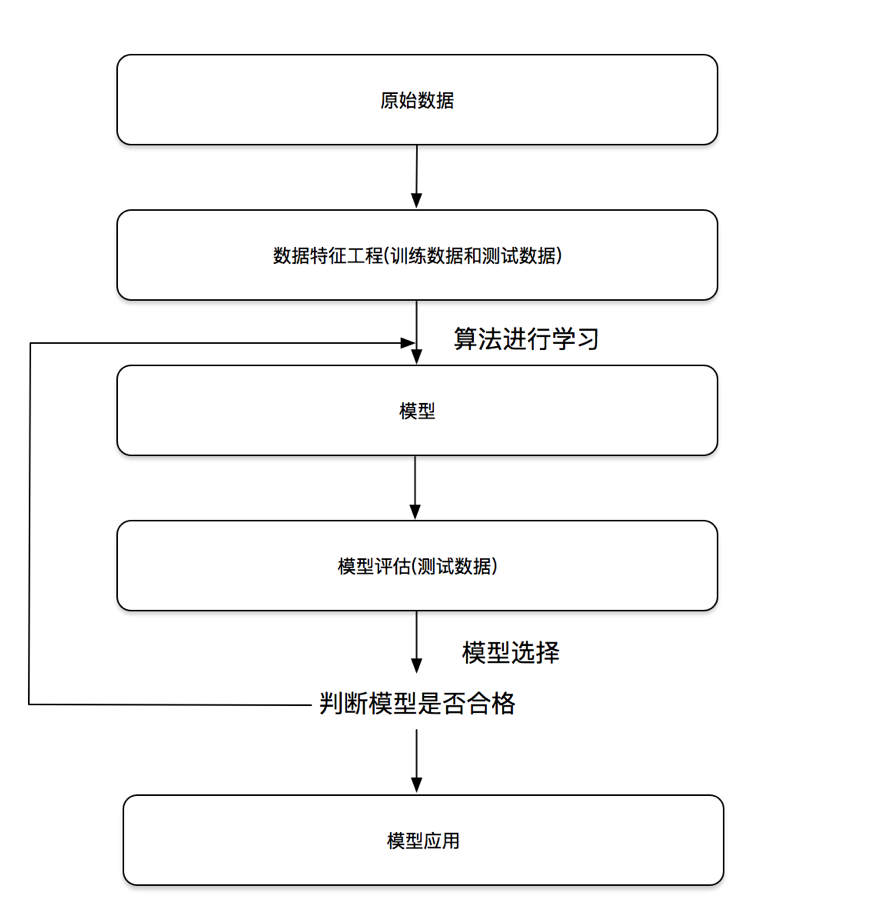 原始数据
数据特征工程(训练数据和测试数据)
算法进行学习
模型
模型评估(测试数据)
模型选择
判断模型是否合格
模型应用